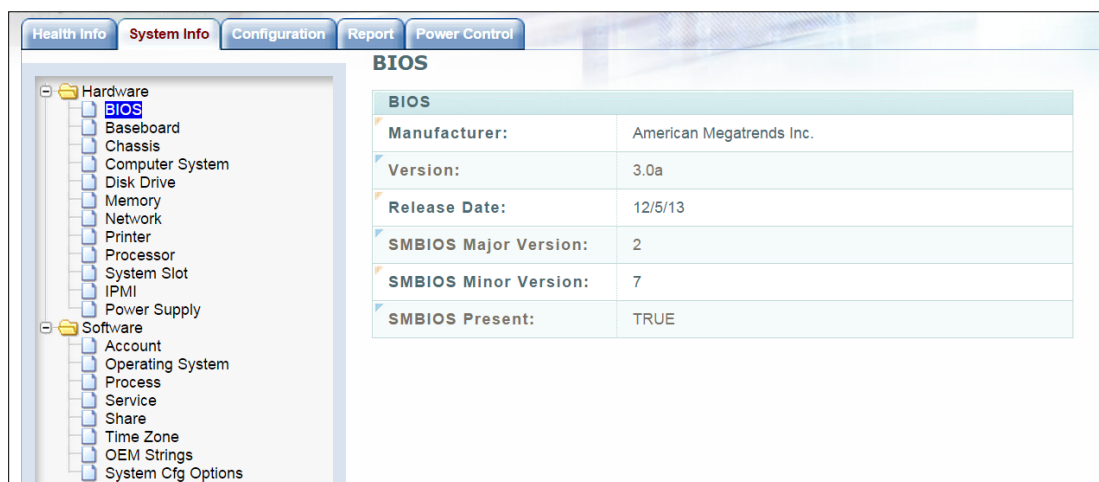 Health Info System Info Configuration Report Power Control
Hardware
BIOS
Baseboard
Chassis
Computer System
Disk Drive
Memory
Network
Printer
Processor
System Slot
IPMI
Power Supply
Software
Account
Operating System
Process
Service
Share
Time Zone
OEM Strings
System Cfg Options
BIOS
BIOS
Manufacturer: American Megatrends Inc.
Version: 3.0a
Release Date: 12/5/13
SMBIOS Major Version: 2
SMBIOS Minor Version: 7
SMBIOS Present: TRUE